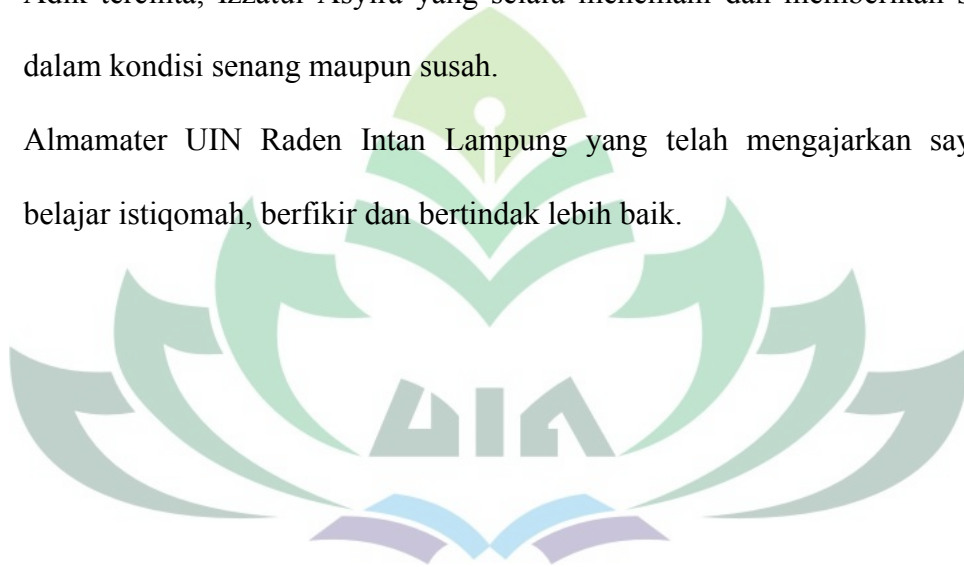 Adik tercinta, Izzatul Asyifa yang selalu menemani dan memberikan
dalam kondisi senang maupun susah.
Almamater UIN Raden Intan Lampung yang telah mengajarkan
belajar istiqomah, berfikir dan bertindak lebih baik.
UIN